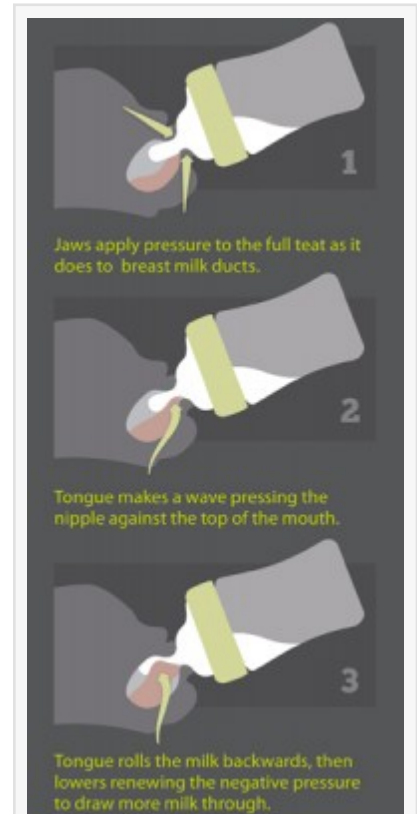 1
Jaws apply pressure to the full teat as it
does to breast milk ducts.
2
Tongue makes a wave pressing the
nipple against the top of the mouth.
3
Tongue rolls the milk backwards, then
lowers renewing the negative pressure
to draw more milk through.